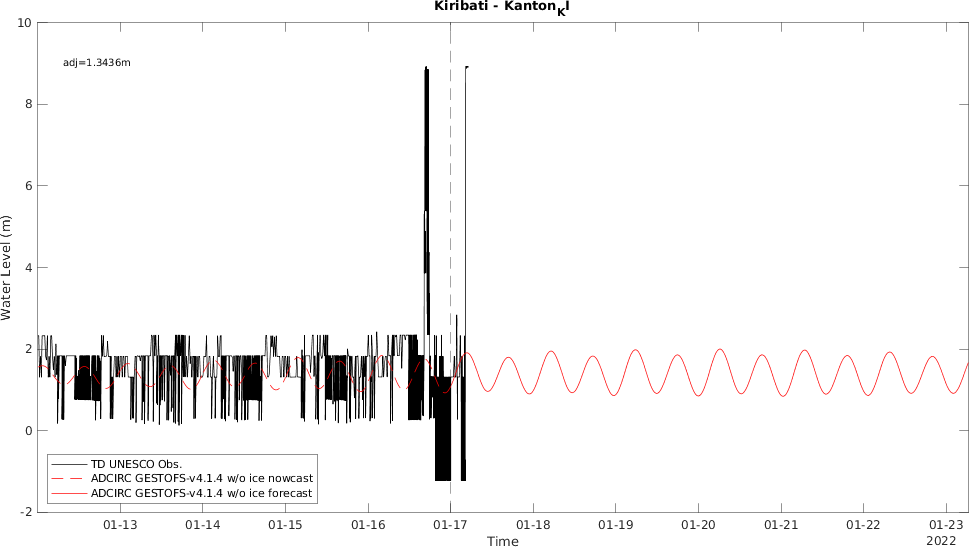 Kiribati - Kanton_KI
10
adj=1.3436m
8
6
4
2
0
-2
Water Level (m)
TD UNESCO Obs.
ADCIRC GESTOFS-v4.1.4 w/o ice nowcast
ADCIRC GESTOFS-v4.1.4 w/o ice forecast
01-13 01-14 01-15 01-16 01-17 01-18 01-19 01-20 01-21 01-22 01-23
Time
2022